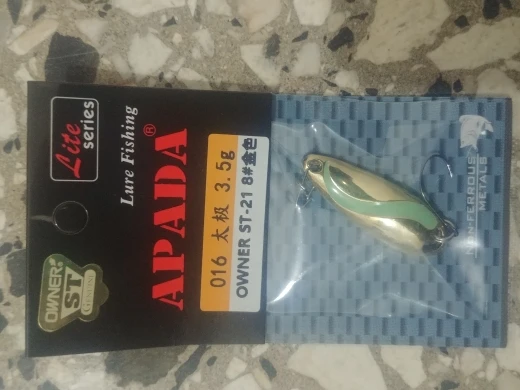 Lite
series
Lure Fishing
APADA®
016 太极 3.5g
OWNER ST-21 8#金色
OWNER
ST
NON-FERROUS
METALS